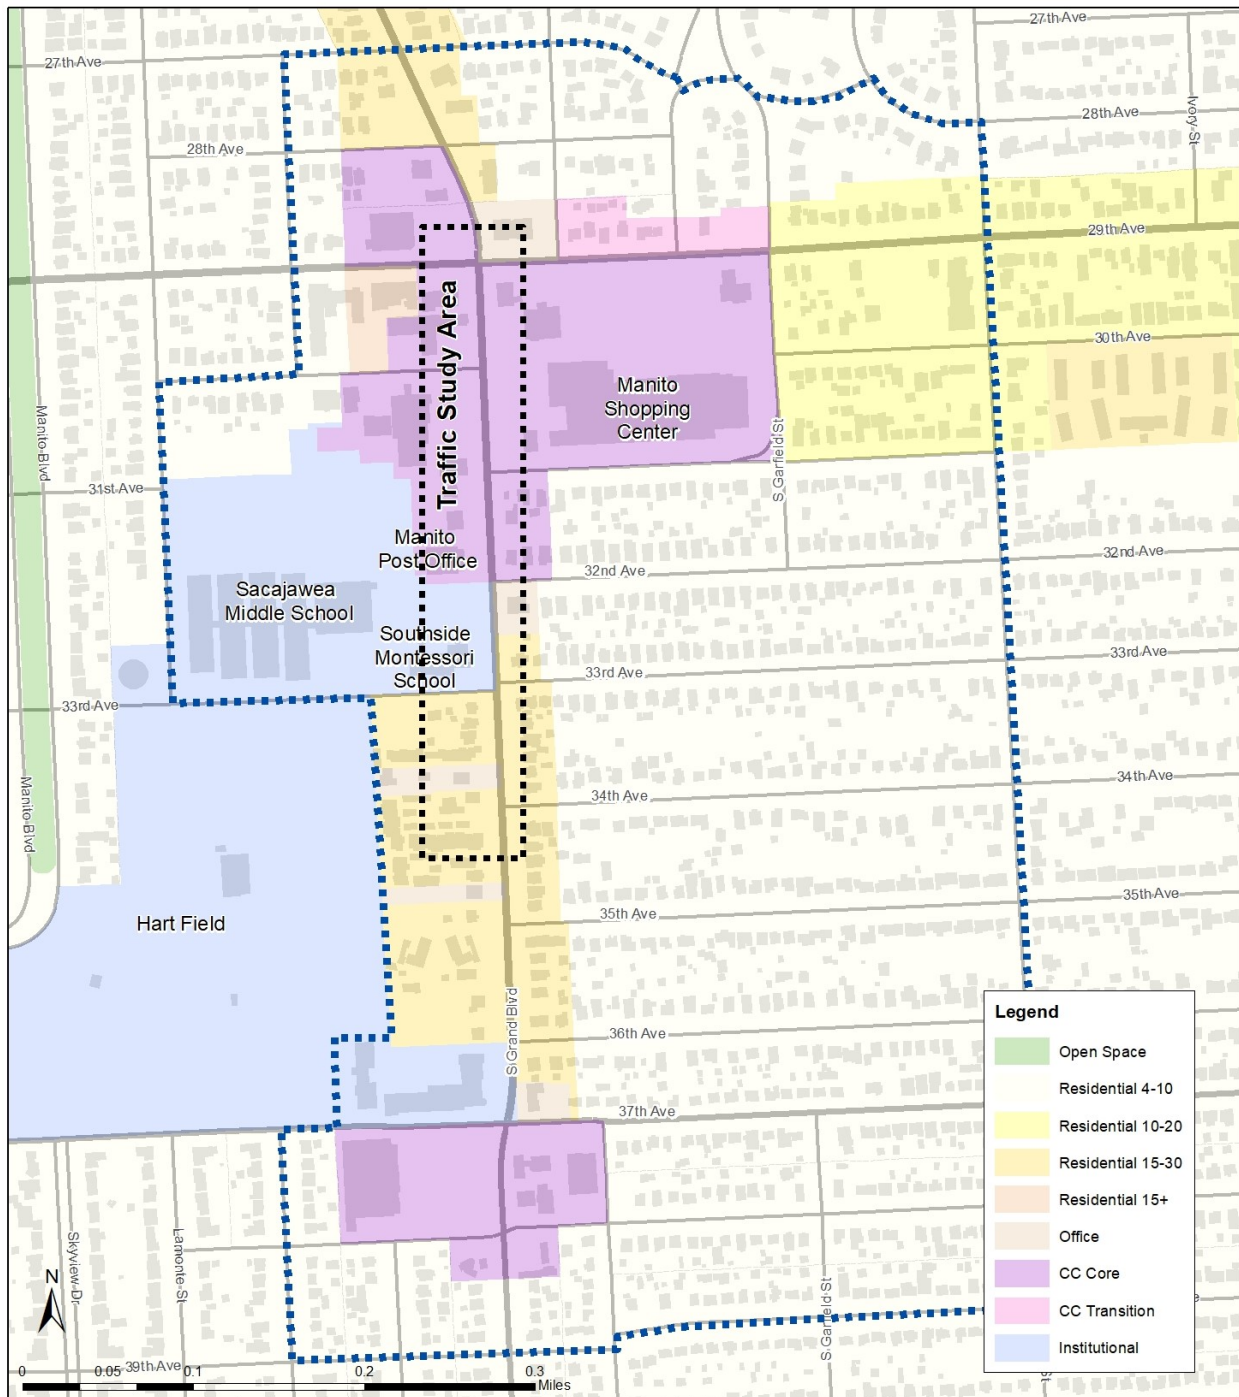 27th Ave
27th Ave
28th Ave
Ivory St
28th Ave
29th Ave
Traffic Study Area
30th Ave
Manito
Shopping
Center
Manito Blvd
S Garfield St
31st Ave
Manito
Post Office
32nd Ave
32nd Ave
Sacajawea
Middle School
Southside
Montessori
School
33rd Ave
33rd Ave
33rd Ave
34th Ave
34th Ave
Manito Blvd
35th Ave
35th Ave
Hart Field
S Grand Blvd
36th Ave
37th Ave
Legend
Open Space
Residential 4-10
Residential 10-20
Residential 15-30
Residential 15+
Office
CC Core
CC Transition
Institutional
Skyview Dr
Lamonte St
S Garfield St
e
St
N
39th Ave
0 0.05 0.1 0.2 0.3
Miles